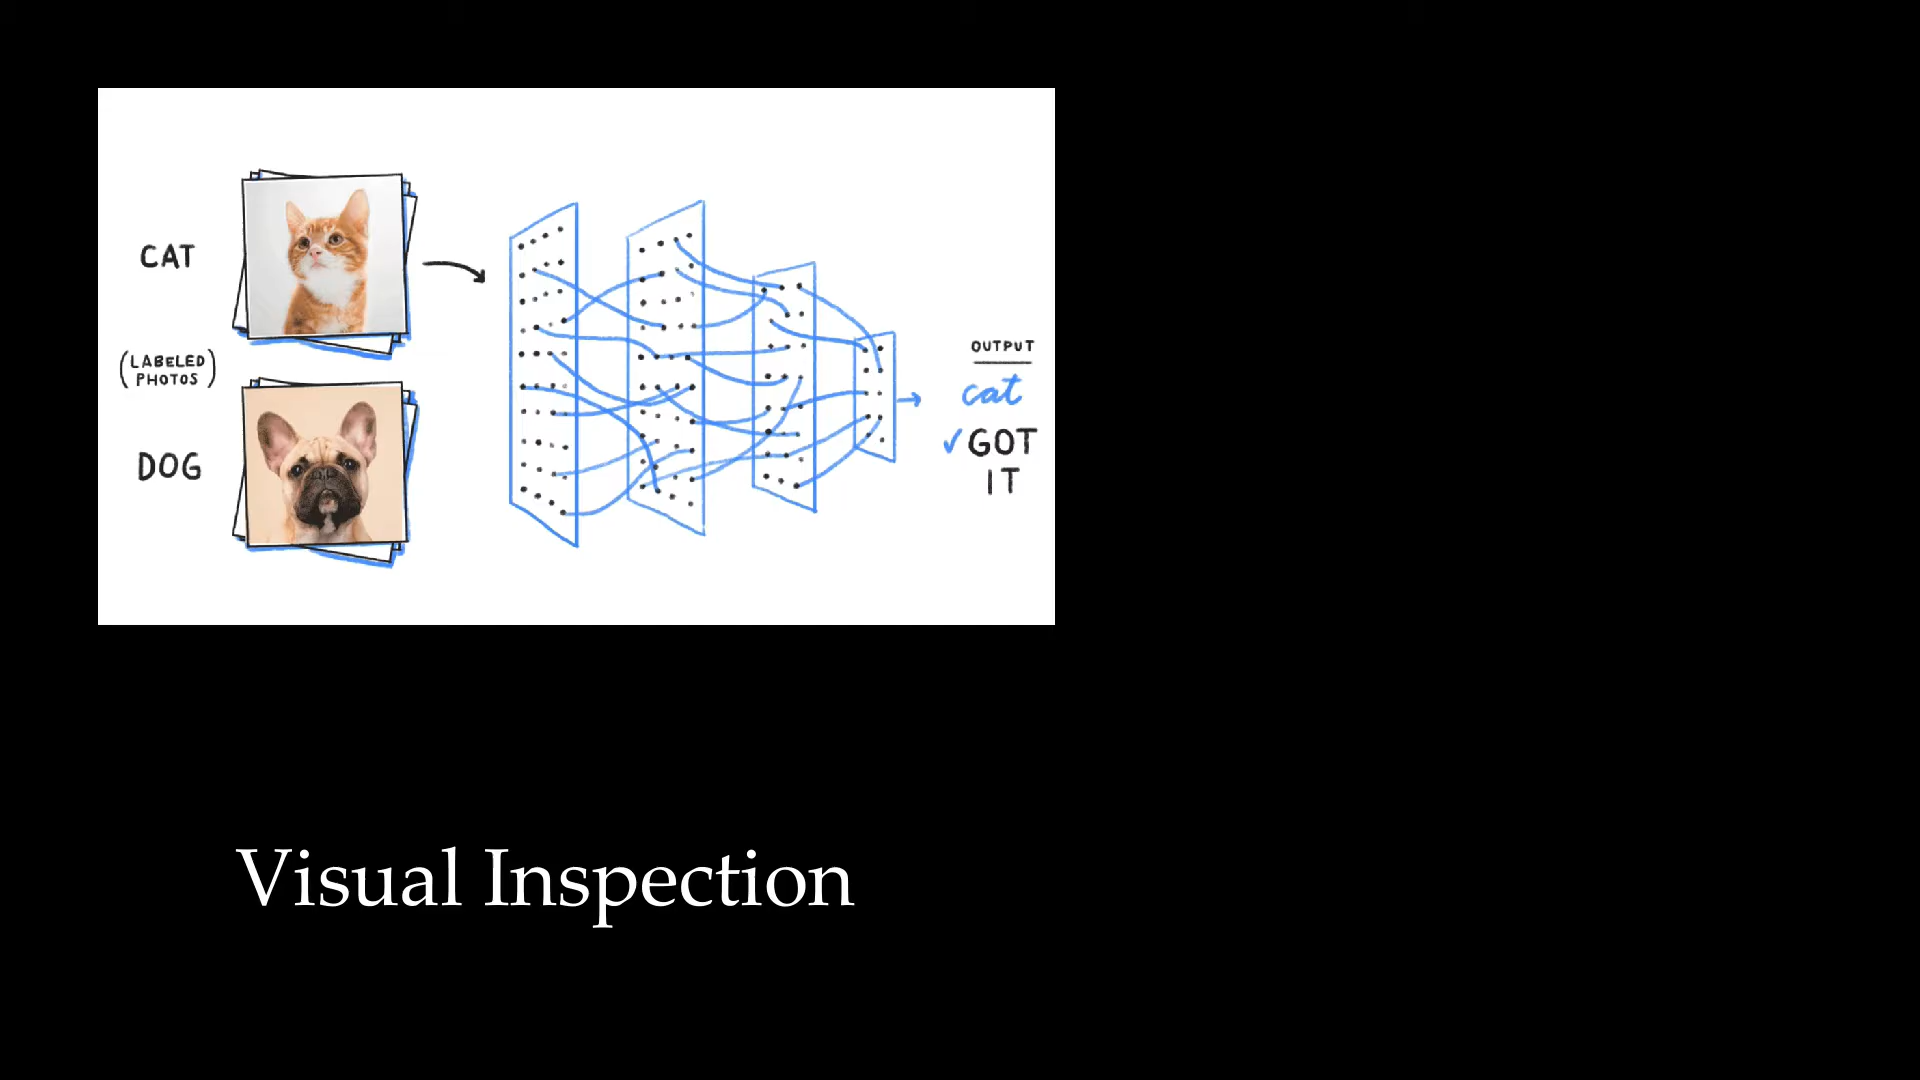 CAT
(LABELED
PHOTOS)
DOG
OUTPUT
cat
✓GOT
IT
Visual Inspection